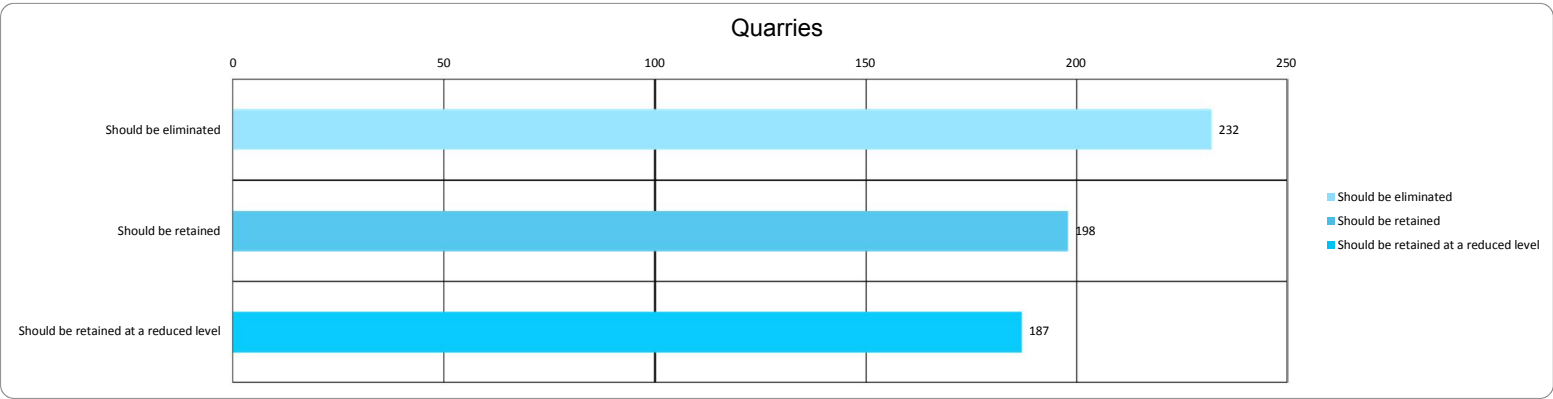 Quarries
0 50 100 150 200 250
Should be eliminated 232
Should be retained 198
Should be retained at a reduced level 187
Should be eliminated
Should be retained
Should be retained at a reduced level